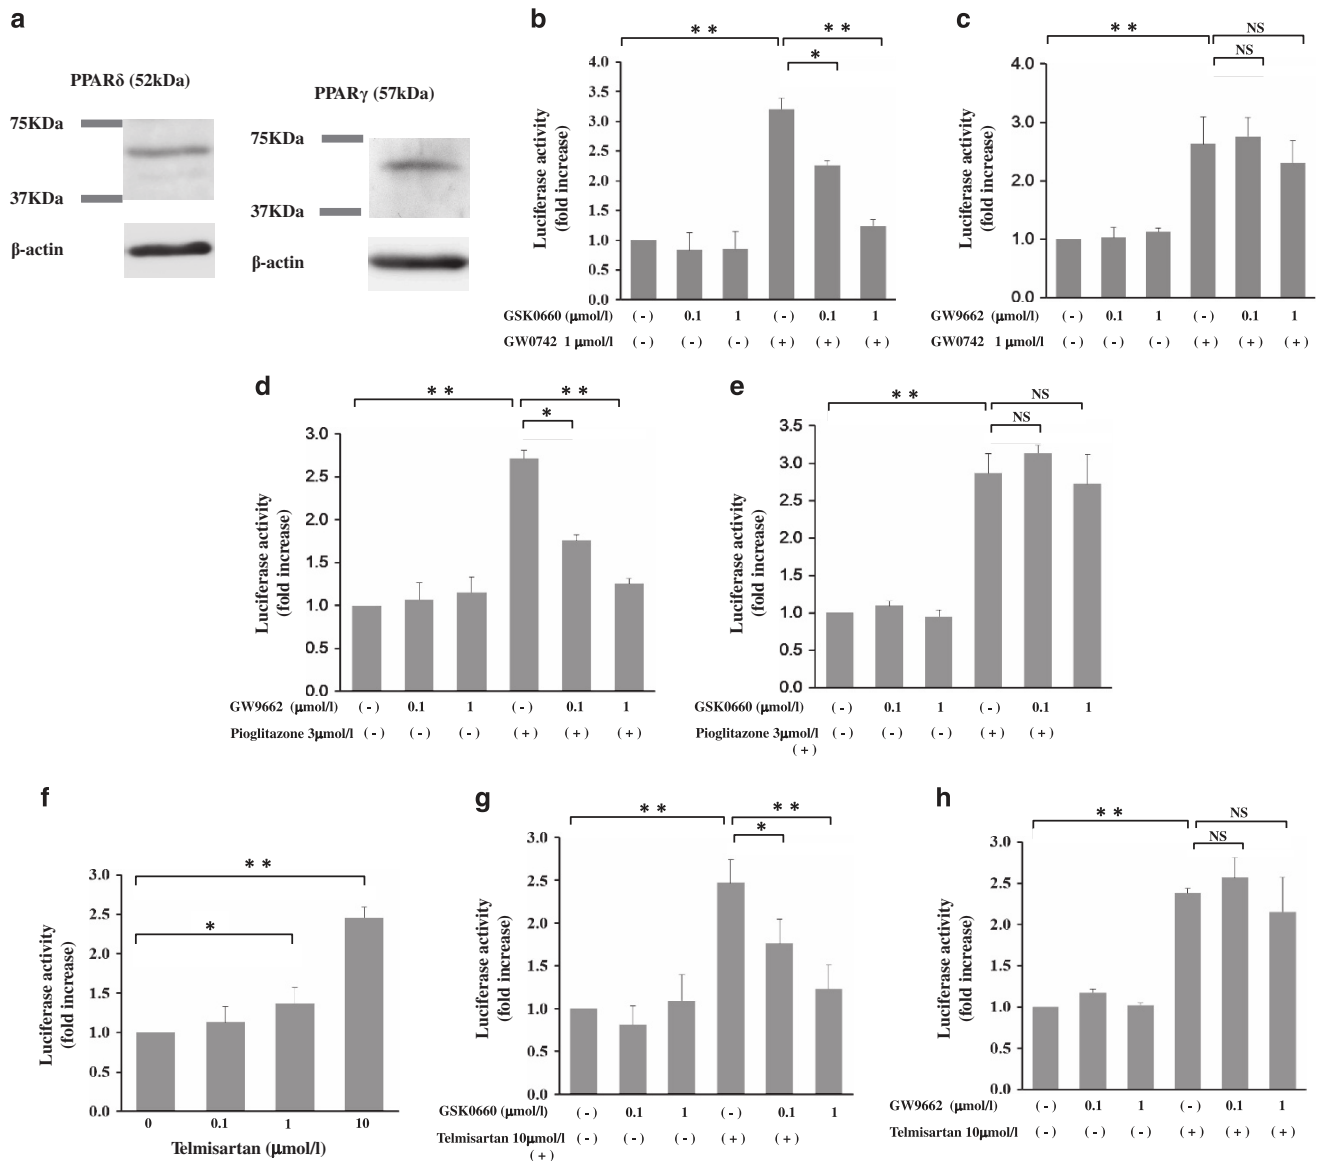 a
PPARδ (52kDa)
75KDa
37KDa
β-actin
PPARγ (57kDa)
75KDa
37KDa
β-actin
b
* *
* *
*
Luciferase activity
(fold increase)
4.0
3.5
3.0
2.5
2.0
1.5
1.0
0.5
0.0
GSK0660 (μmol/l) (-) 0.1 1 (-) 0.1 1
GW0742 1 μmol/l (-) (-) (-) (+) (+) (+)
c
* *
NS
NS
Luciferase activity
(fold increase)
4.0
3.0
2.0
1.0
0.0
GW9662 (μmol/l) (-) 0.1 1 (-) 0.1 1
GW0742 1 μmol/l (-) (-) (-) (+) (+) (+)
d
* *
* *
*
Luciferase activity
(fold increase)
3.0
2.5
2.0
1.5
1.0
0.5
0.0
GW9662 (μmol/l) (-) 0.1 1 (-) 0.1 1
Pioglitazone 3μmol/l (-) (-) (-) (+) (+) (+)
e
* *
NS
NS
Luciferase activity
(fold increase)
3.5
3.0
2.5
2.0
1.5
1.0
0.5
0.0
GSK0660 (μmol/l) (-) 0.1 1 (-) 0.1 1
Pioglitazone 3μmol/l (-) (-) (-) (+) (+)
(+)
f
* *
*
Luciferase activity
(fold increase)
3.0
2.5
2.0
1.5
1.0
0.5
0.0
0 0.1 1 10
Telmisartan (μmol/l)
g
* *
* *
*
Luciferase activity
(fold increase)
3.0
2.5
2.0
1.5
1.0
0.5
0.0
GSK0660 (μmol/l) (-) 0.1 1 (-) 0.1 1
Telmisartan 10μmol/l (-) (-) (-) (+) (+)
(+)
h
* *
NS
NS
Luciferase activity
(fold increase)
3.0
2.5
2.0
1.5
1.0
0.5
0.0
GW9662 (μmol/l) (-) 0.1 1 (-) 0.1 1
Telmisartan 10μmol/l (-) (-) (-) (+) (+) (+)